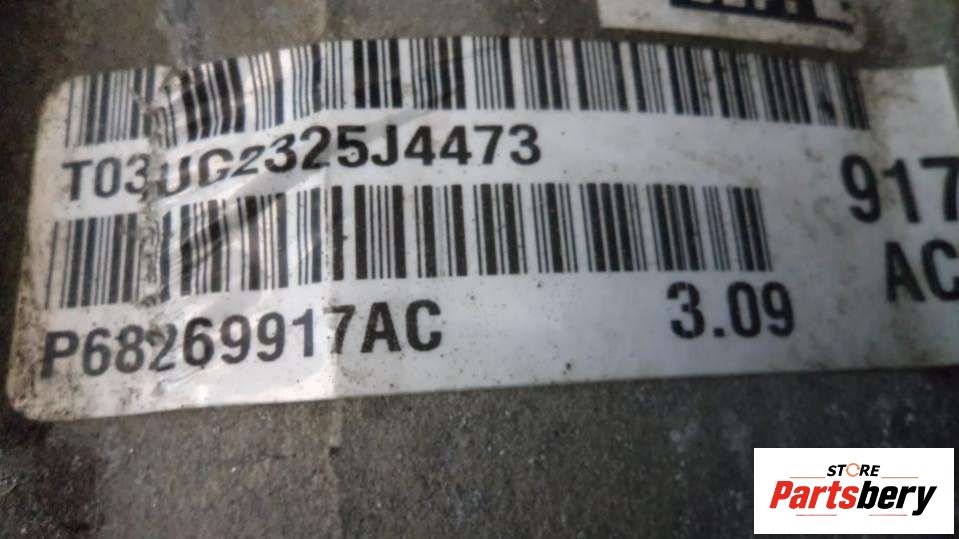 T03UG2325J4473
917
AC
P68269917AC
3.09
STORE
Partsbery